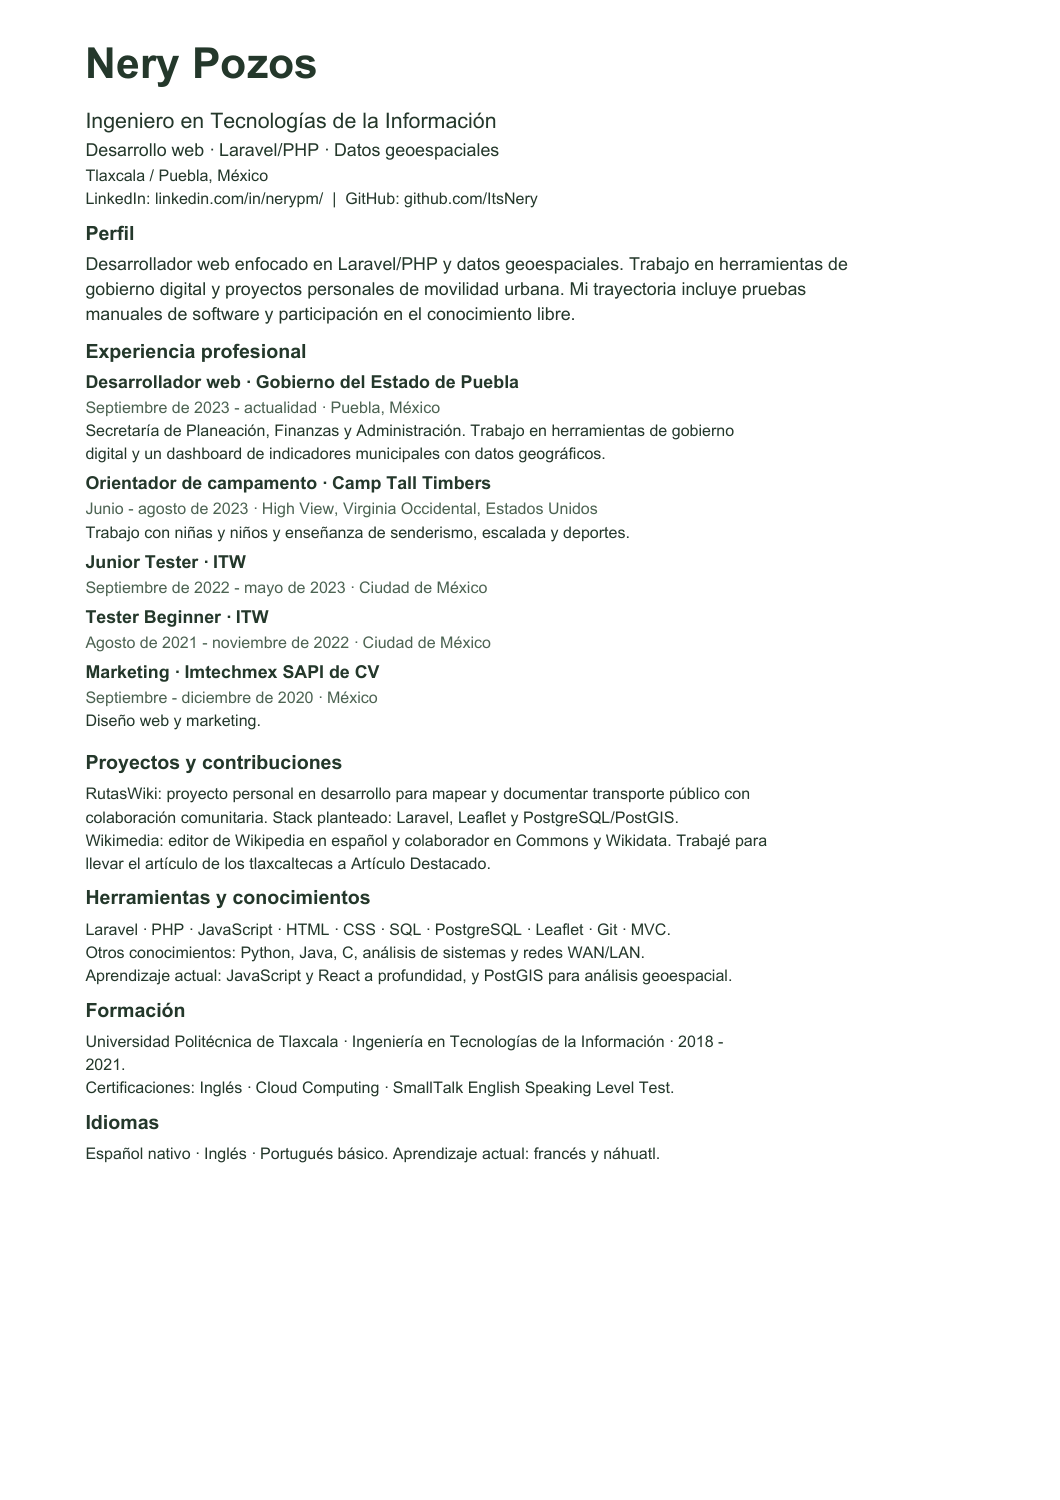 Nery Pozos
Ingeniero en Tecnologías de la Información
Desarrollo web · Laravel/PHP · Datos geoespaciales
Tlaxcala / Puebla, México
LinkedIn: linkedin.com/in/nerypm/ | GitHub: github.com/ItsNery
Perfil
Desarrollador web enfocado en Laravel/PHP y datos geoespaciales. Trabajo en herramientas de
gobierno digital y proyectos personales de movilidad urbana. Mi trayectoria incluye pruebas
manuales de software y participación en el conocimiento libre.
Experiencia profesional
Desarrollador web · Gobierno del Estado de Puebla
Septiembre de 2023 - actualidad · Puebla, México
Secretaría de Planeación, Finanzas y Administración. Trabajo en herramientas de gobierno
digital y un dashboard de indicadores municipales con datos geográficos.
Orientador de campamento · Camp Tall Timbers
Junio - agosto de 2023 · High View, Virginia Occidental, Estados Unidos
Trabajo con niñas y niños y enseñanza de senderismo, escalada y deportes.
Junior Tester · ITW
Septiembre de 2022 - mayo de 2023 · Ciudad de México
Tester Beginner · ITW
Agosto de 2021 - noviembre de 2022 · Ciudad de México
Marketing · Imtechmex SAPI de CV
Septiembre - diciembre de 2020 · México
Diseño web y marketing.
Proyectos y contribuciones
RutasWiki: proyecto personal en desarrollo para mapear y documentar transporte público con
colaboración comunitaria. Stack planteado: Laravel, Leaflet y PostgreSQL/PostGIS.
Wikimedia: editor de Wikipedia en español y colaborador en Commons y Wikidata. Trabajé para
llevar el artículo de los tlaxcaltecas a Artículo Destacado.
Herramientas y conocimientos
Laravel · PHP · JavaScript · HTML · CSS · SQL · PostgreSQL · Leaflet · Git · MVC.
Otros conocimientos: Python, Java, C, análisis de sistemas y redes WAN/LAN.
Aprendizaje actual: JavaScript y React a profundidad, y PostGIS para análisis geoespacial.
Formación
Universidad Politécnica de Tlaxcala · Ingeniería en Tecnologías de la Información · 2018 -
2021.
Certificaciones: Inglés · Cloud Computing · SmallTalk English Speaking Level Test.
Idiomas
Español nativo · Inglés · Portugués básico. Aprendizaje actual: francés y náhuatl.